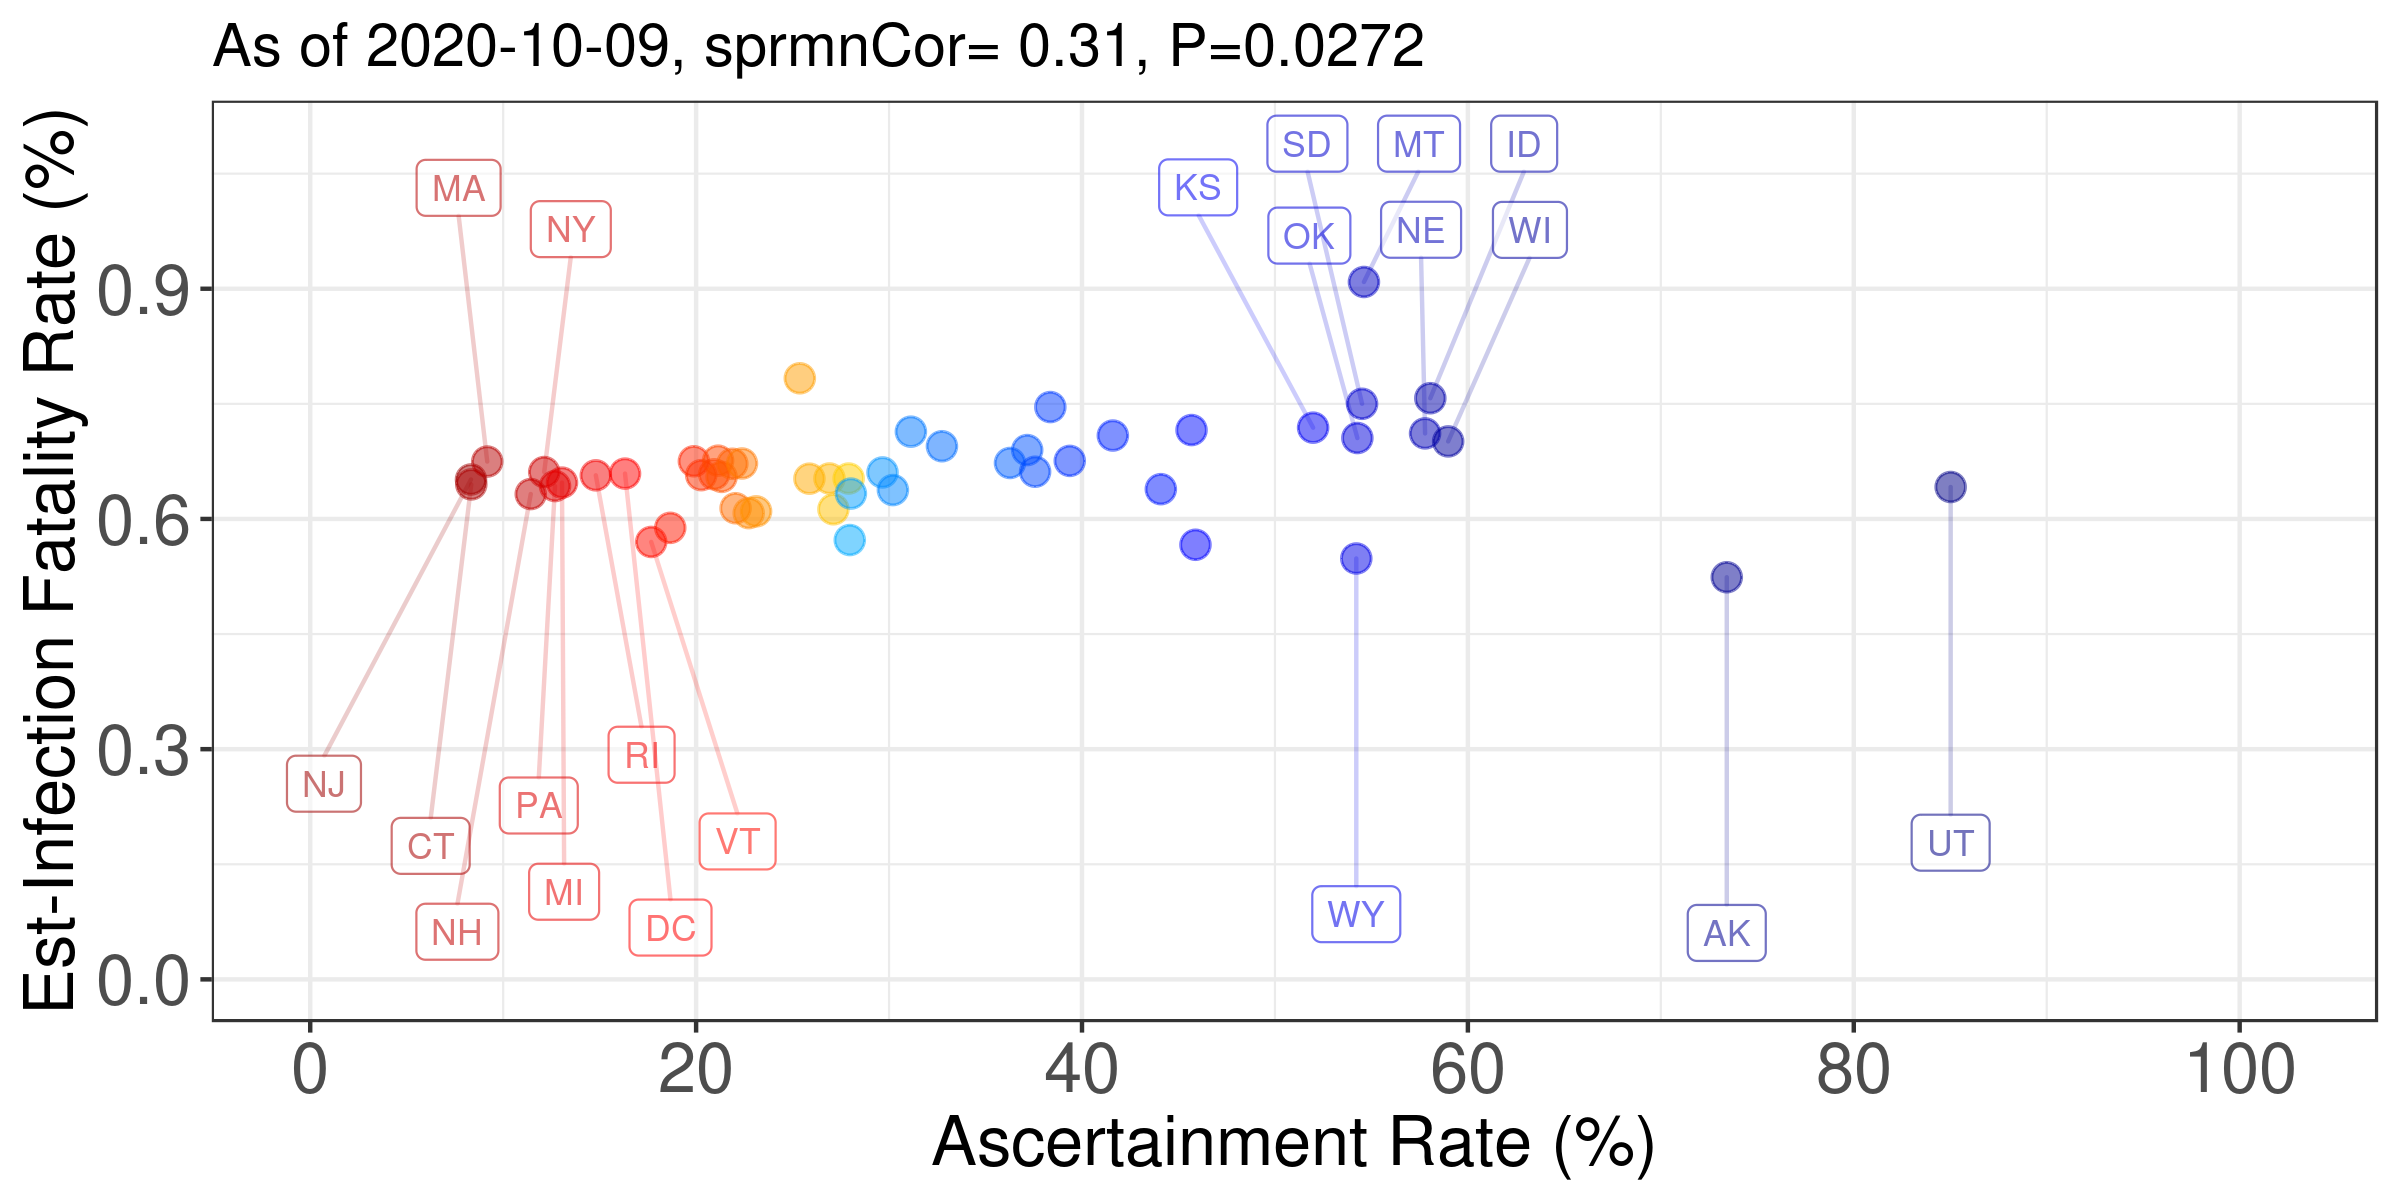 As of 2020-10-09, sprmnCor= 0.31, P=0.0272
Est-Infection Fatality Rate (%)
0.9
0.6
0.3
0.0
MA
NY
KS
SD
MT
ID
OK
NE
WI
NJ
CT
NH
PA
MI
RI
DC
VT
WY
AK
UT
0
20
40
60
80
100
Ascertainment Rate (%)